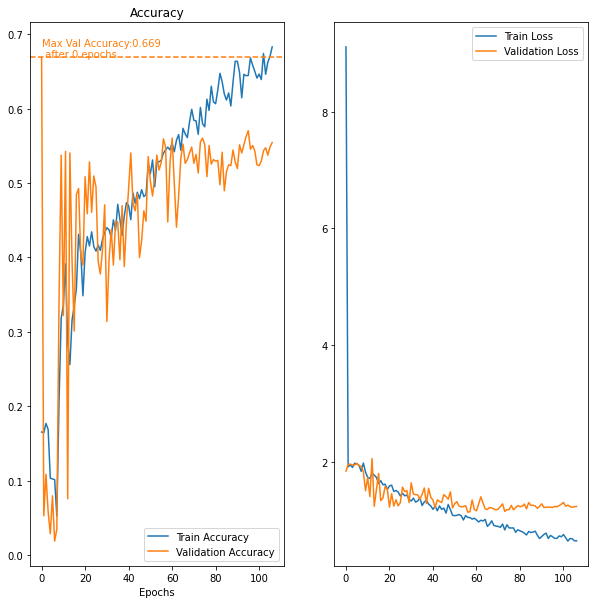 Accuracy
Max Val Accuracy:0.669
after 0 epochs
0.7
0.6
0.5
0.4
0.3
0.2
0.1
0.0
0 20 40 60 80 100
Epochs
Train Accuracy
Validation Accuracy
Train Loss
Validation Loss
8
6
4
2
0 20 40 60 80 100